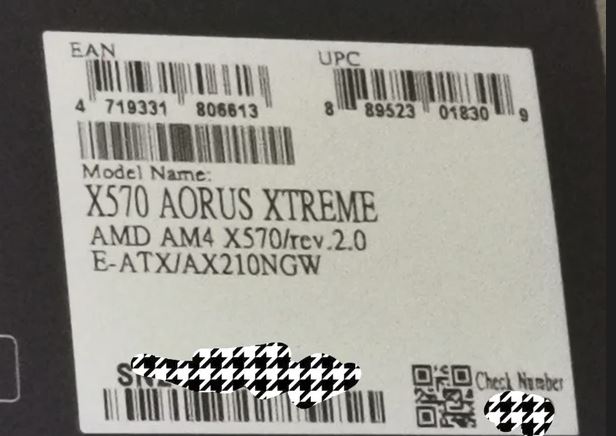 EAN
UPC
4 719331 806613
8 89523 01830 9
Model Name:
X570 AORUS XTREME
AMD AM4 X570/rev.2.0
E-ATX/AX210NGW
Check Number